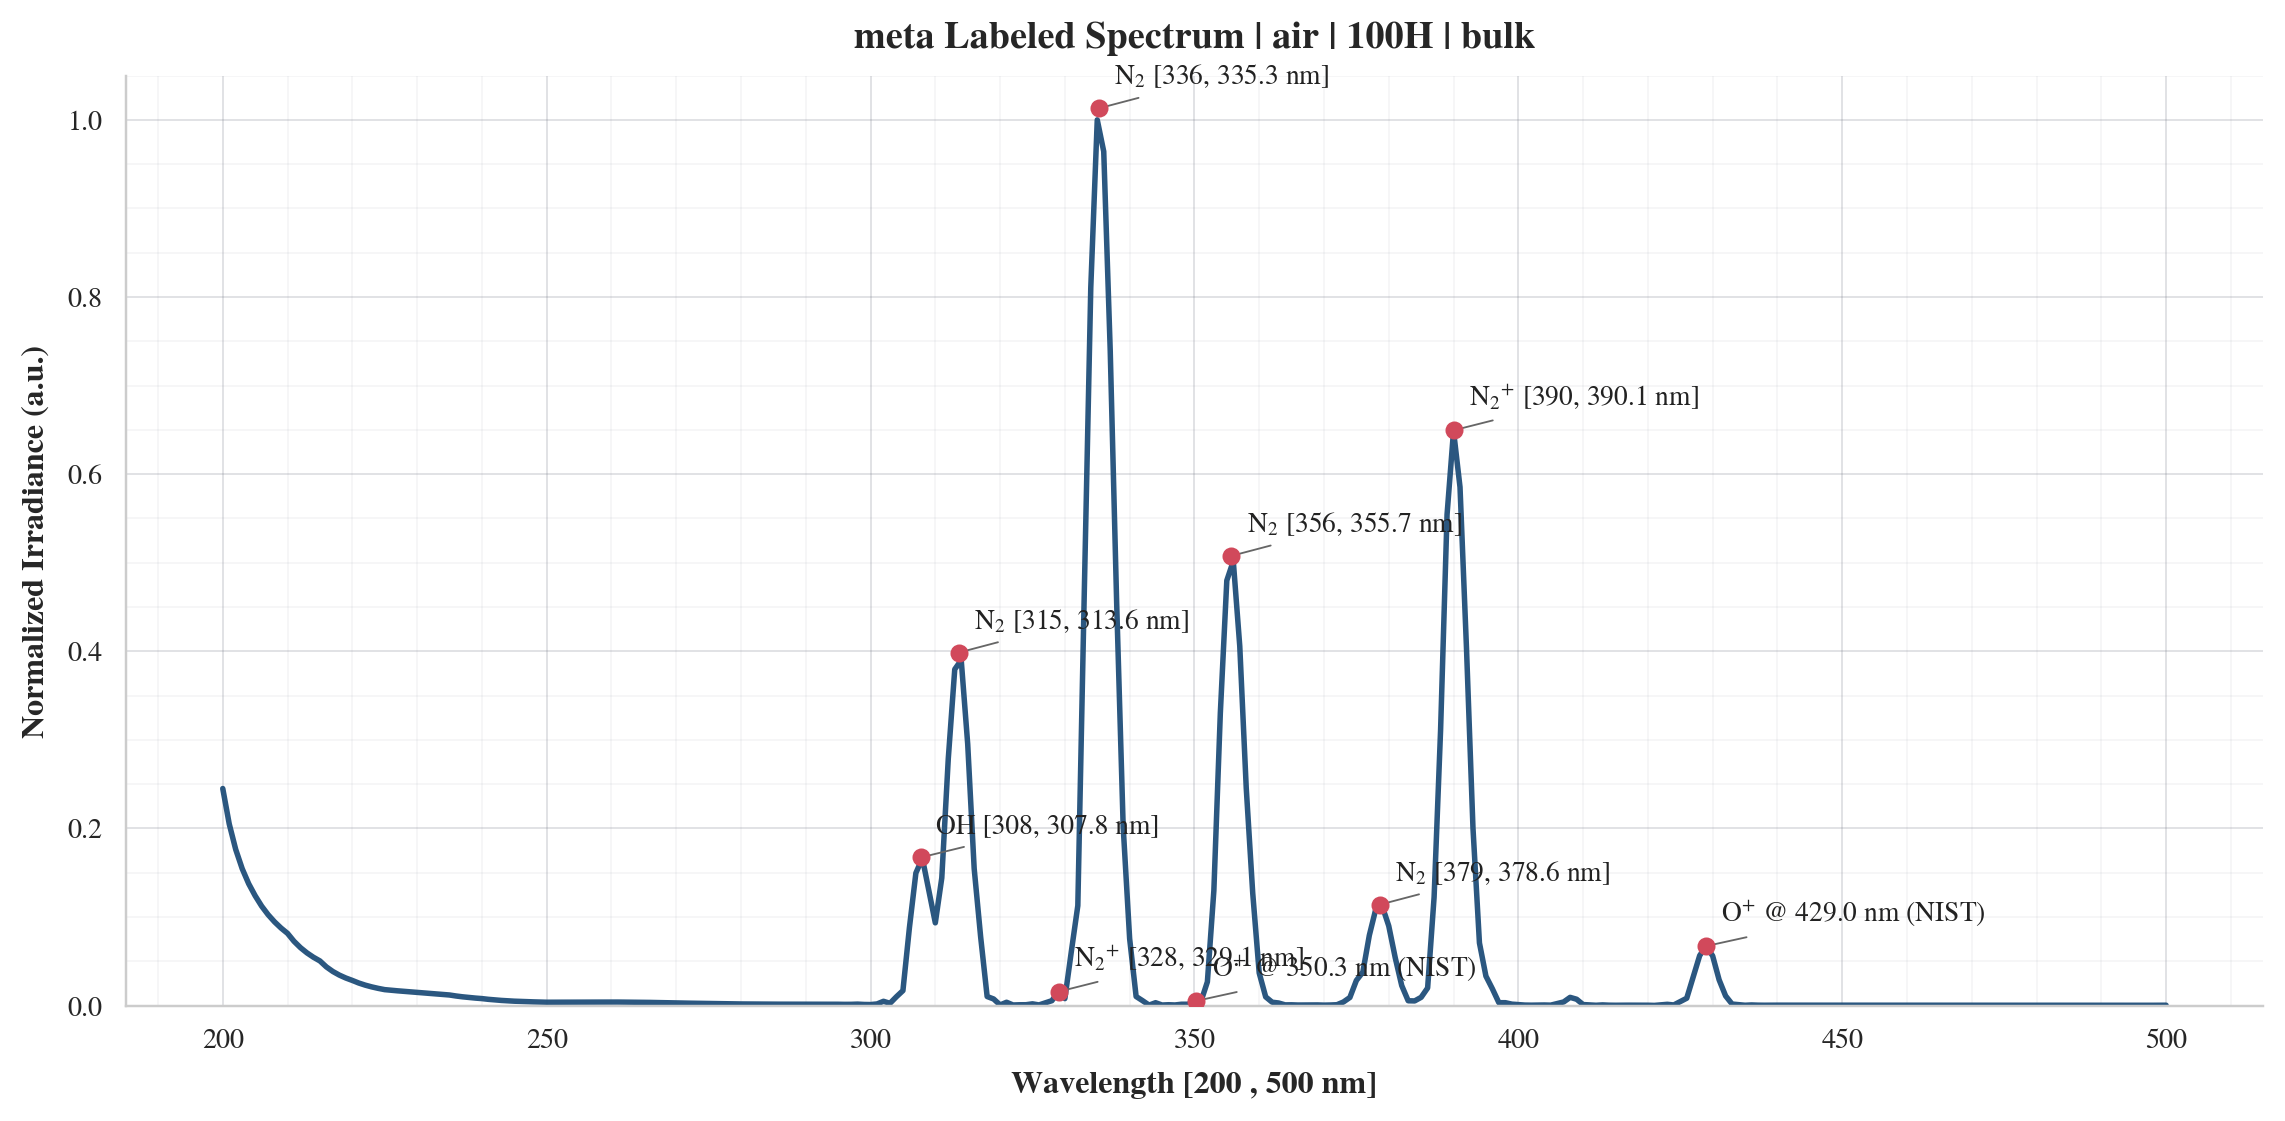 meta Labeled Spectrum | air | 100H | bulk
N₂ [336, 335.3 nm]
N₂⁺ [390, 390.1 nm]
N₂ [356, 355.7 nm]
N₂ [315, 313.6 nm]
OH [308, 307.8 nm]
N₂ [379, 378.6 nm]
O⁺ @ 429.0 nm (NIST)
N₂⁺ [328, 329.1 nm]
O⁺ @ 350.3 nm (NIST)
Normalized Irradiance (a.u.)
1.0
0.8
0.6
0.4
0.2
0.0
200 250 300 350 400 450 500
Wavelength [200 , 500 nm]